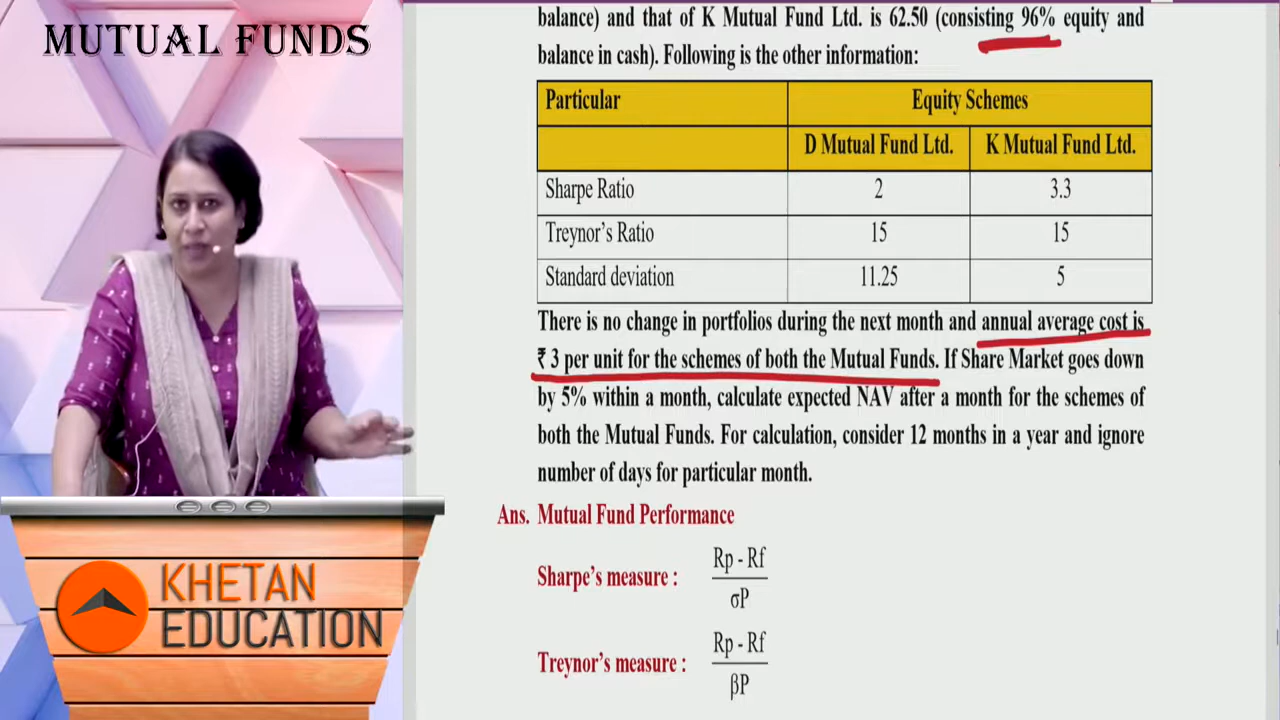 MUTUAL FUNDS
balance) and that of K Mutual Fund Ltd. is 62.50 (consisting 96% equity and
balance in cash). Following is the other information:
Particular Equity Schemes
D Mutual Fund Ltd. K Mutual Fund Ltd.
Sharpe Ratio 2 3.3
Treynor's Ratio 15 15
Standard deviation 11.25 5
There is no change in portfolios during the next month and annual average cost is
₹ 3 per unit for the schemes of both the Mutual Funds. If Share Market goes down
by 5% within a month, calculate expected NAV after a month for the schemes of
both the Mutual Funds. For calculation, consider 12 months in a year and ignore
number of days for particular month.
Ans. Mutual Fund Performance
Sharpe's measure : Rp - Rf
σP
Treynor's measure : Rp - Rf
βP
KHETAN
EDUCATION